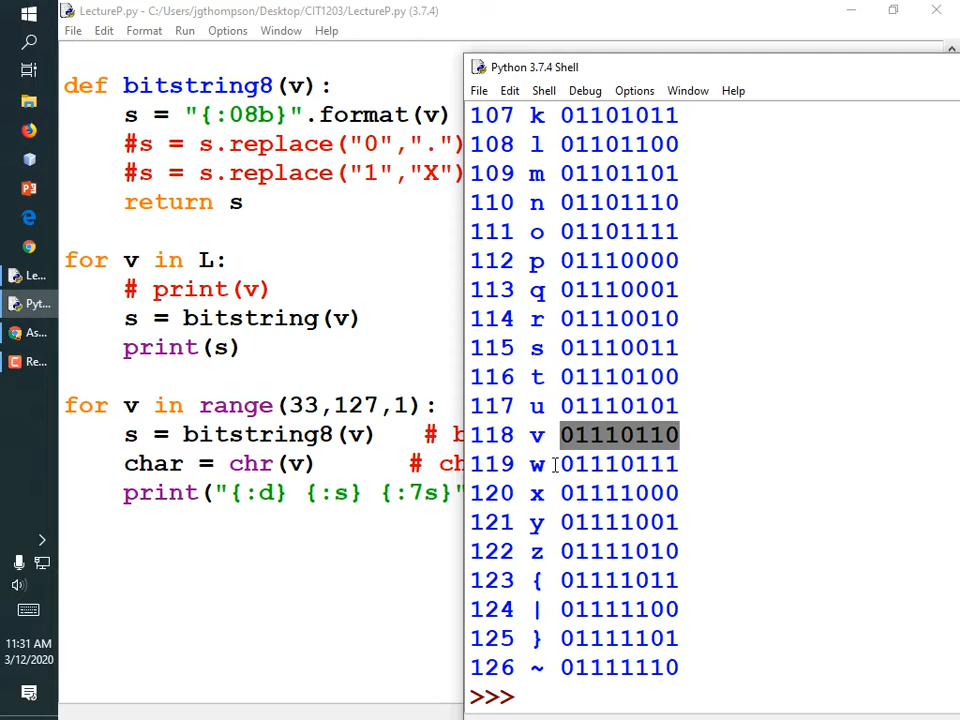 LectureP.py - C:/Users/jgthompson/Desktop/CIT1203/LectureP.py (3.7.4)
File Edit Format Run Options Window Help
def bitstring8(v):
s = "{:08b}".format(v)
#s = s.replace("0",".")
#s = s.replace("1","X")
return s
for v in L:
# print(v)
s = bitstring(v)
print(s)
for v in range(33,127,1):
s = bitstring8(v) # b
char = chr(v) # ch
print("{:d} {:s} {:7s}"
Python 3.7.4 Shell
File Edit Shell Debug Options Window Help
107 k 01101011
108 l 01101100
109 m 01101101
110 n 01101110
111 o 01101111
112 p 01110000
113 q 01110001
114 r 01110010
115 s 01110011
116 t 01110100
117 u 01110101
118 v 01110110
119 w 01110111
120 x 01111000
121 y 01111001
122 z 01111010
123 { 01111011
124 | 01111100
125 } 01111101
126 ~ 01111110
>>>
Le...
Pyt...
As...
Re...
11:31 AM
3/12/2020